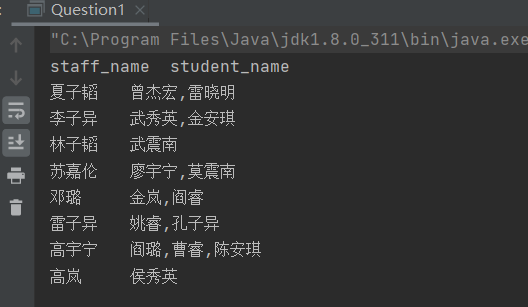 Question1
"C:\Program Files\Java\jdk1.8.0_311\bin\java.exe
staff_name student_name
夏子韬 曾杰宏,雷晓明
李子异 武秀英,金安琪
林子韬 武震南
苏嘉伦 廖宇宁,莫震南
邓璐 金岚,阎睿
雷子异 姚睿,孔子异
高宇宁 阎璐,曹睿,陈安琪
高岚 侯秀英